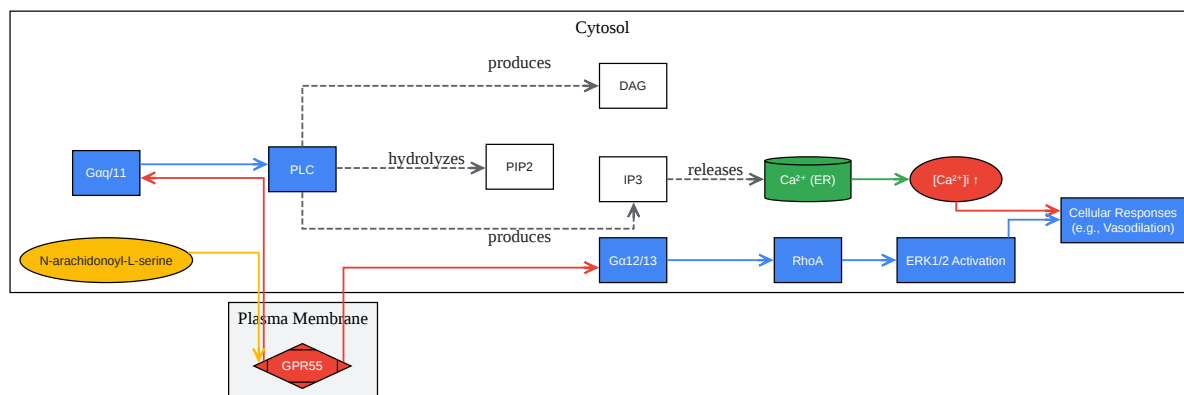 Cytosol
produces
DAG
Gαq/11
PLC
hydrolyzes
PIP2
IP3
releases
Ca²⁺ (ER)
[Ca²⁺]i ↑
Cellular Responses
(e.g., Vasodilation)
produces
N-arachidonoyl-L-serine
Gα12/13
RhoA
ERK1/2 Activation
Plasma Membrane
GPR55